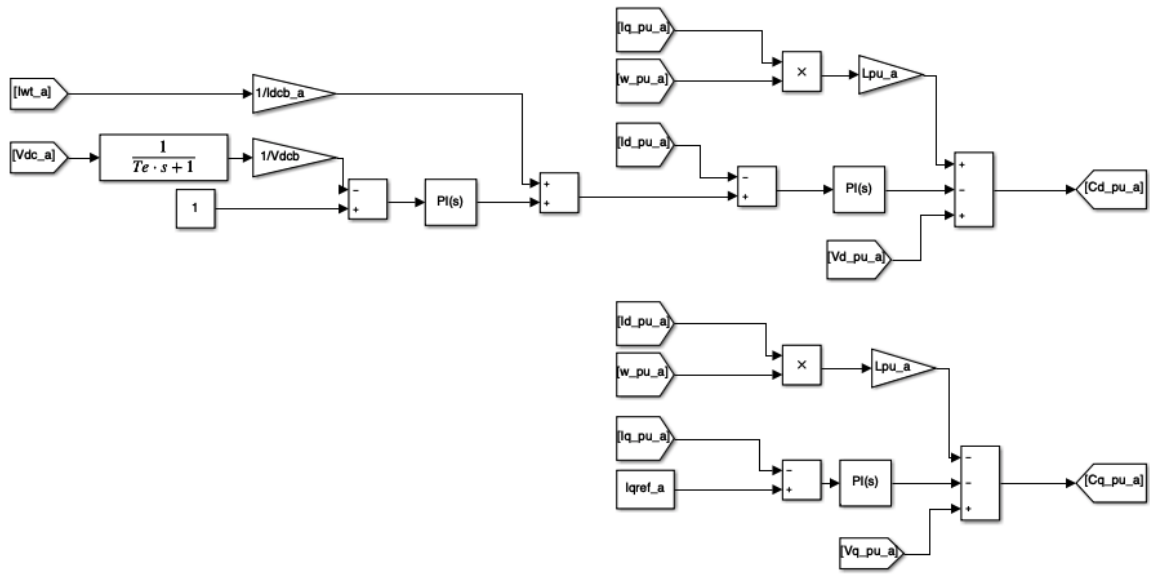 [Iq_pu_a]
[w_pu_a]
×
Lpu_a
[Iwt_a]
1/Idcb_a
[Vdc_a]
1
Te · s + 1
1/Vdcb
1
−
+
PI(s)
+
+
[Id_pu_a]
−
+
PI(s)
+
−
+
[Cd_pu_a]
[Vd_pu_a]
[Id_pu_a]
[w_pu_a]
×
Lpu_a
[Iq_pu_a]
Iqref_a
−
+
PI(s)
−
−
+
[Cq_pu_a]
[Vq_pu_a]